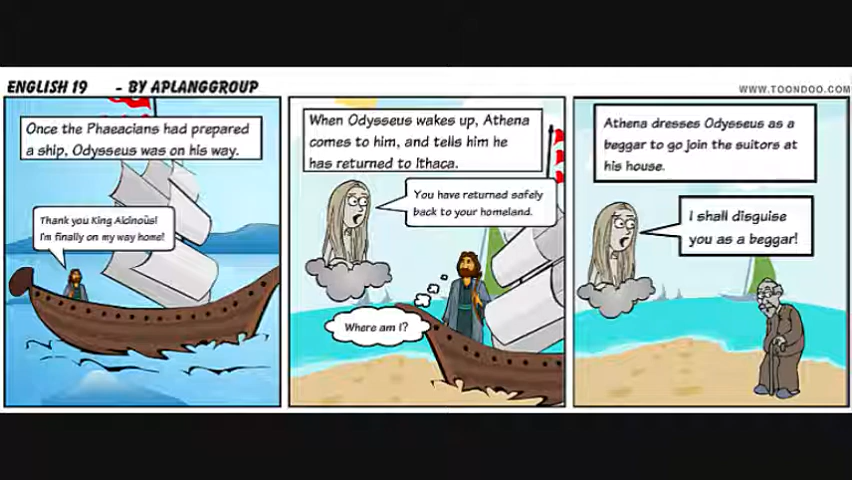 ENGLISH 19 - BY APLANGGROUP
WWW.TOONDOO.COM
Once the Phaeacians had prepared
a ship, Odysseus was on his way.
Thank you King Alcinous!
I'm finally on my way home!
When Odysseus wakes up, Athena
comes to him, and tells him he
has returned to Ithaca.
You have returned safely
back to your homeland.
Where am I?
Athena dresses Odysseus as a
beggar to go join the suitors at
his house.
I shall disguise
you as a beggar!